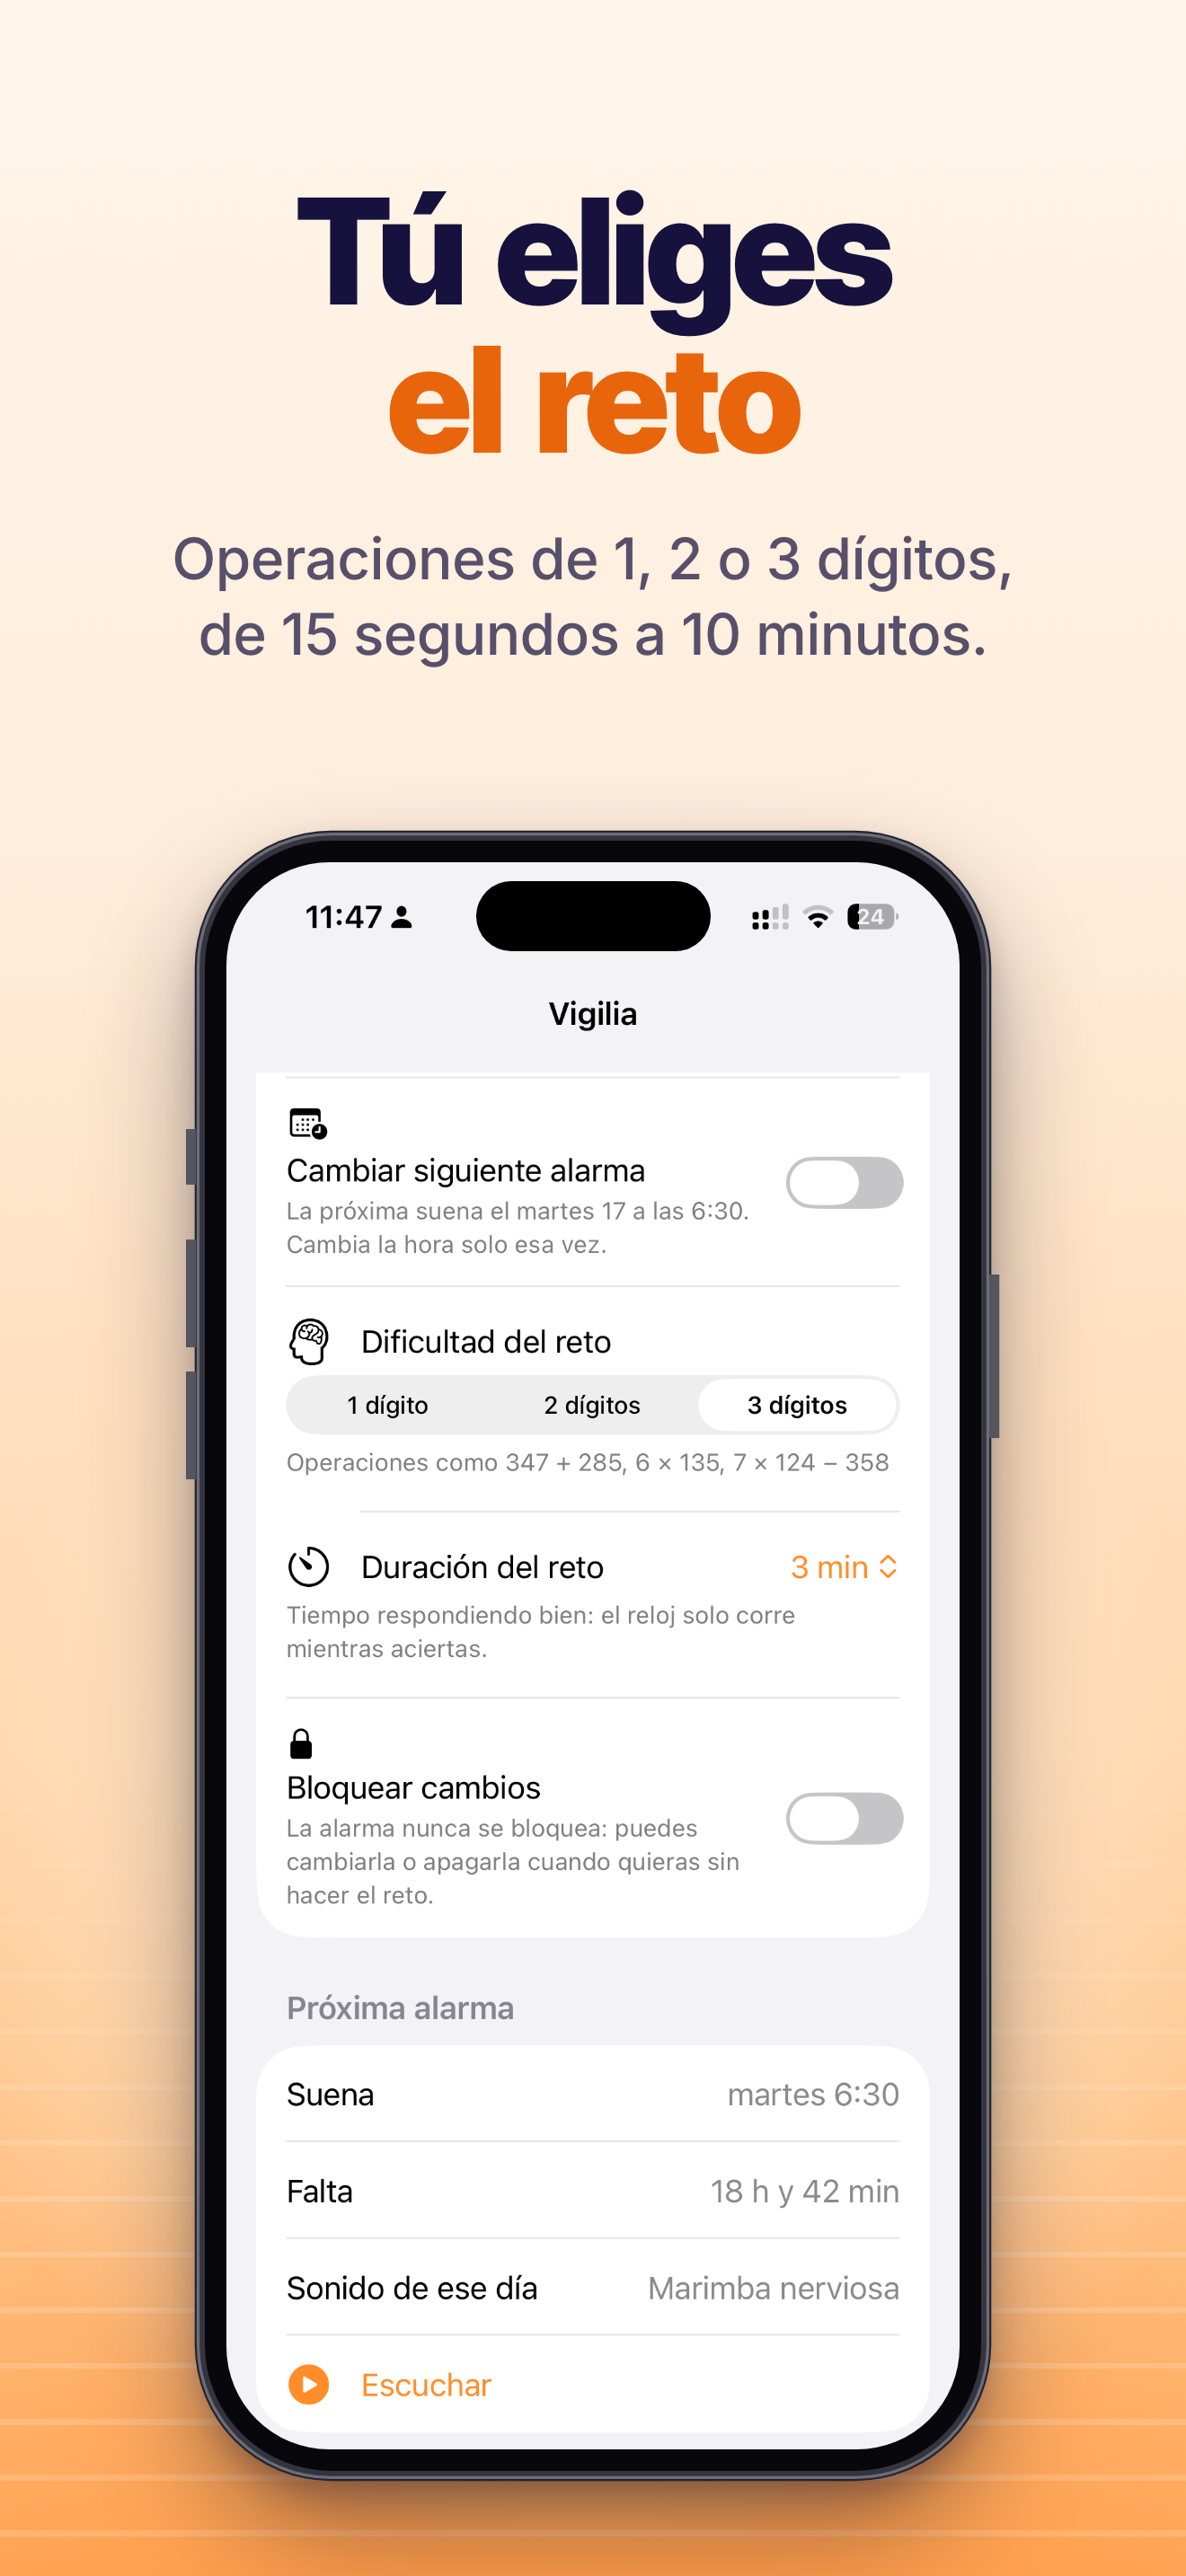 Tú eliges
el reto
Operaciones de 1, 2 o 3 dígitos,
de 15 segundos a 10 minutos.
11:47
24
Vigilia
Cambiar siguiente alarma
La próxima suena el martes 17 a las 6:30.
Cambia la hora solo esa vez.
Dificultad del reto
1 dígito 2 dígitos 3 dígitos
Operaciones como 347 + 285, 6 × 135, 7 × 124 − 358
Duración del reto 3 min
Tiempo respondiendo bien: el reloj solo corre
mientras aciertas.
Bloquear cambios
La alarma nunca se bloquea: puedes
cambiarla o apagarla cuando quieras sin
hacer el reto.
Próxima alarma
Suena martes 6:30
Falta 18 h y 42 min
Sonido de ese día Marimba nerviosa
Escuchar